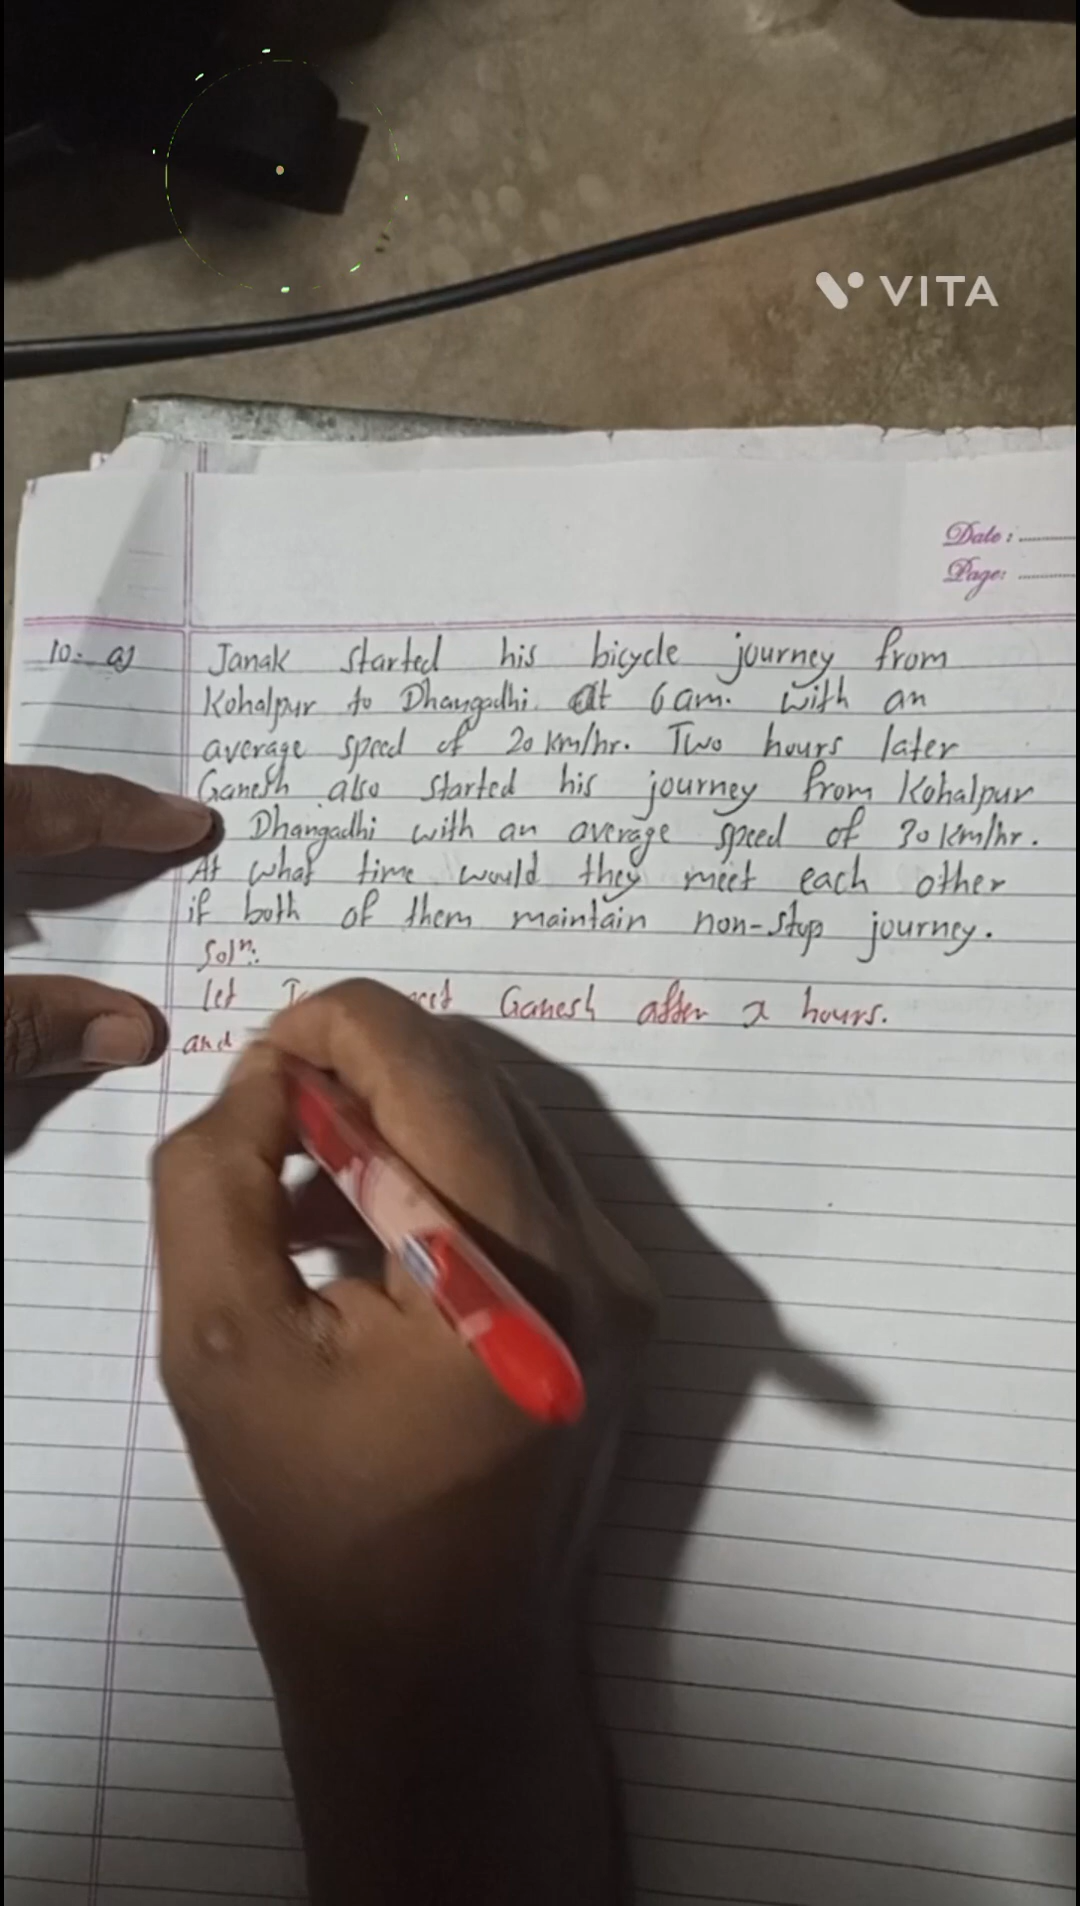 VITA
Date :
Page:
10. a) Janak started his bicycle journey from
Kohalpur to Dhangadhi At 6 am. with an
average speed of 20 km/hr. Two hours later
Ganesh also started his journey from Kohalpur
Dhangadhi with an average speed of 30 km/hr.
At what time would they meet each other
if both of them maintain non-stop journey.
Solⁿ:
let Ganesh after x hours.
and